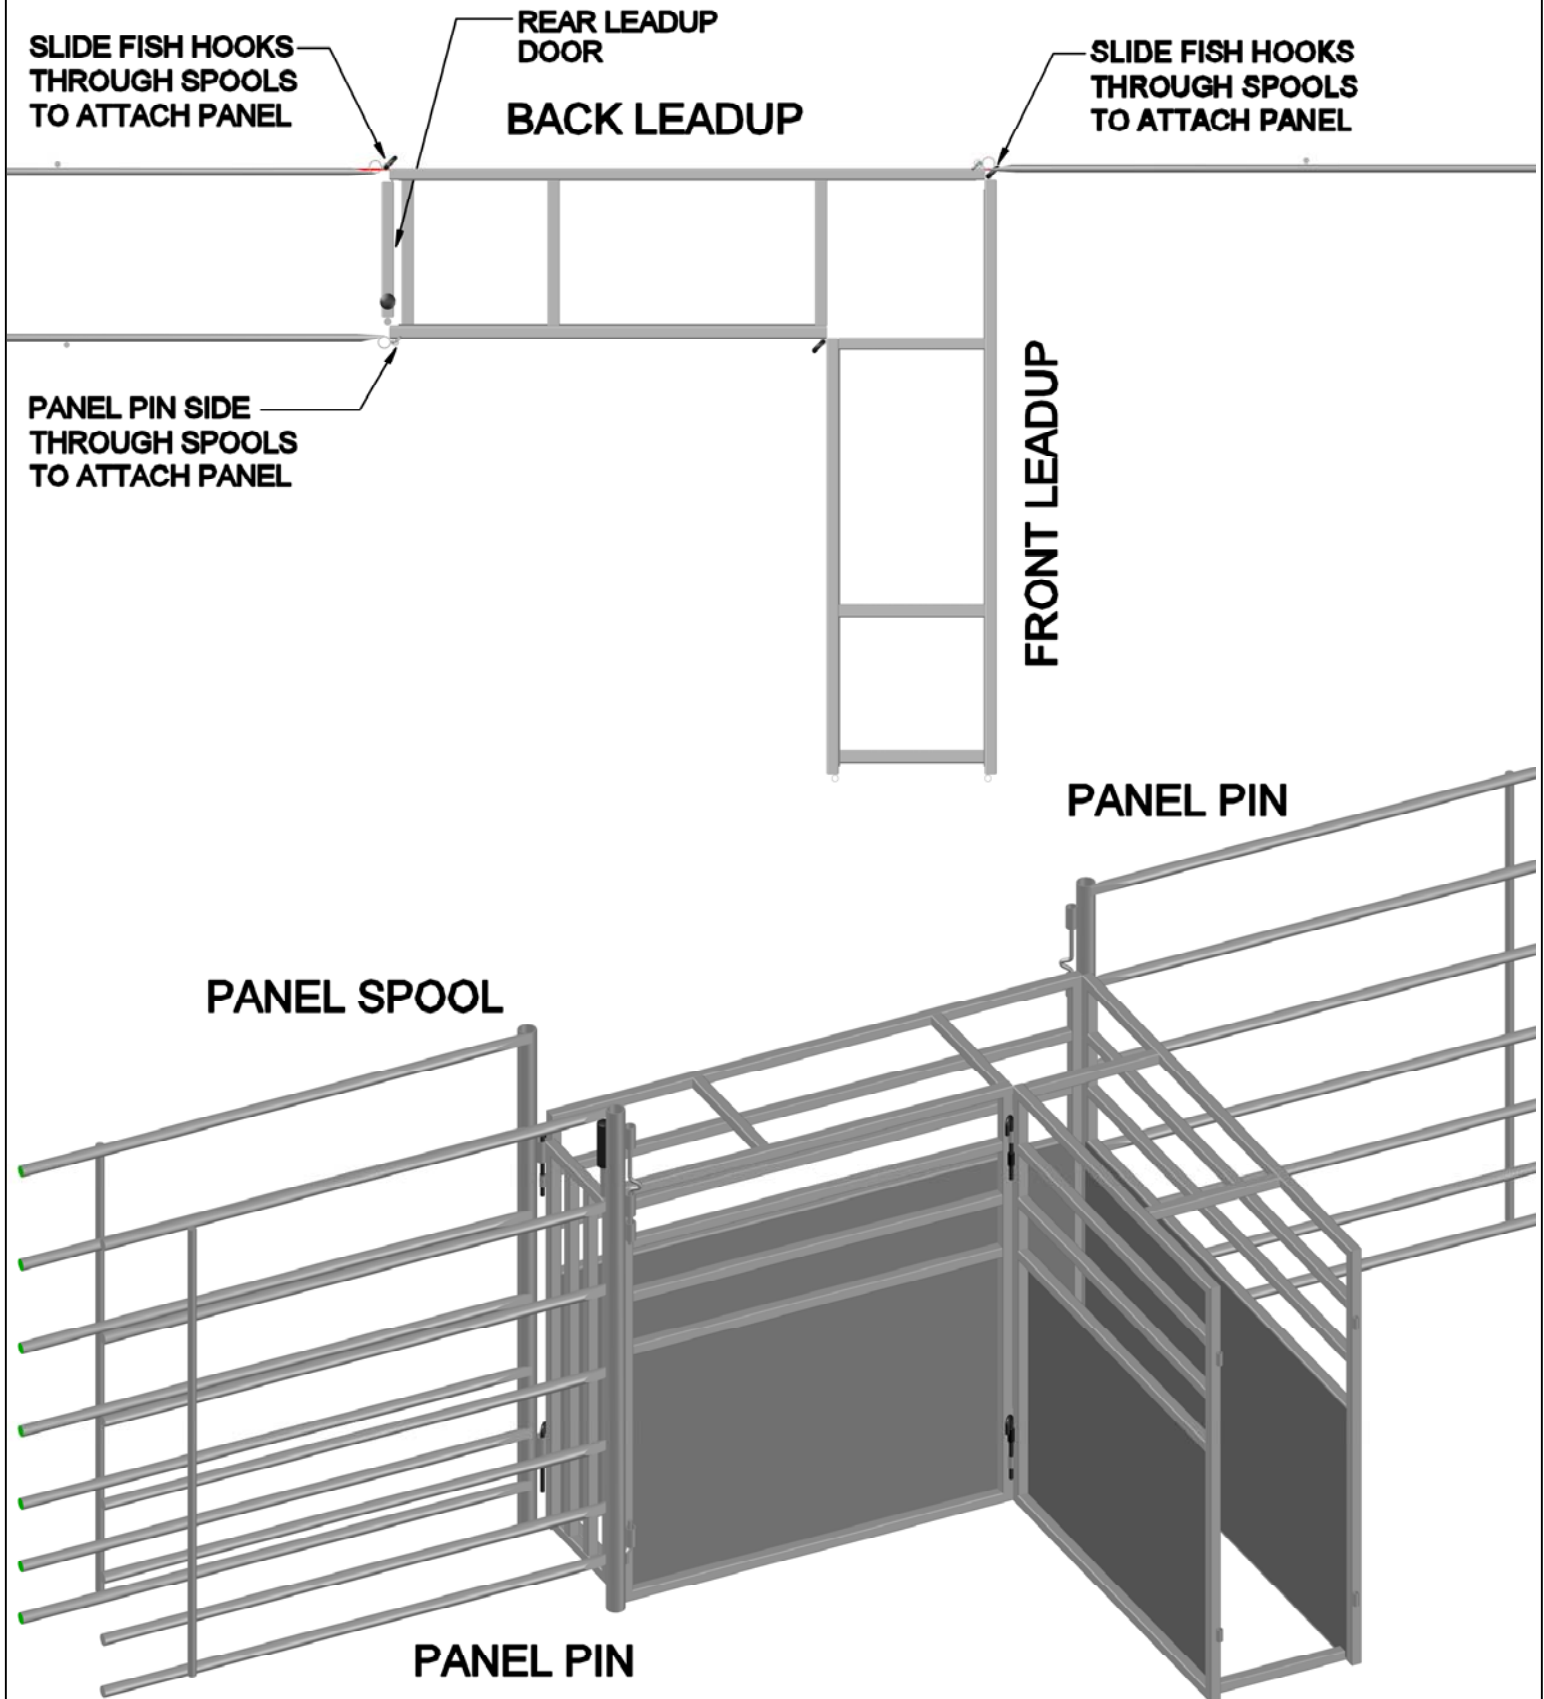 SLIDE FISH HOOKS
THROUGH SPOOLS
TO ATTACH PANEL
REAR LEADUP
DOOR
BACK LEADUP
SLIDE FISH HOOKS
THROUGH SPOOLS
TO ATTACH PANEL
PANEL PIN SIDE
THROUGH SPOOLS
TO ATTACH PANEL
FRONT LEADUP
PANEL PIN
PANEL SPOOL
PANEL PIN